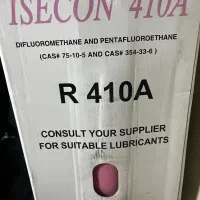 ISECON 410A
DIFLUOROMETHANE AND PENTAFLUOROETHANE
(CAS# 75-10-5 AND CAS# 354-33-6 )
R 410A
CONSULT YOUR SUPPLIER
FOR SUITABLE LUBRICANTS